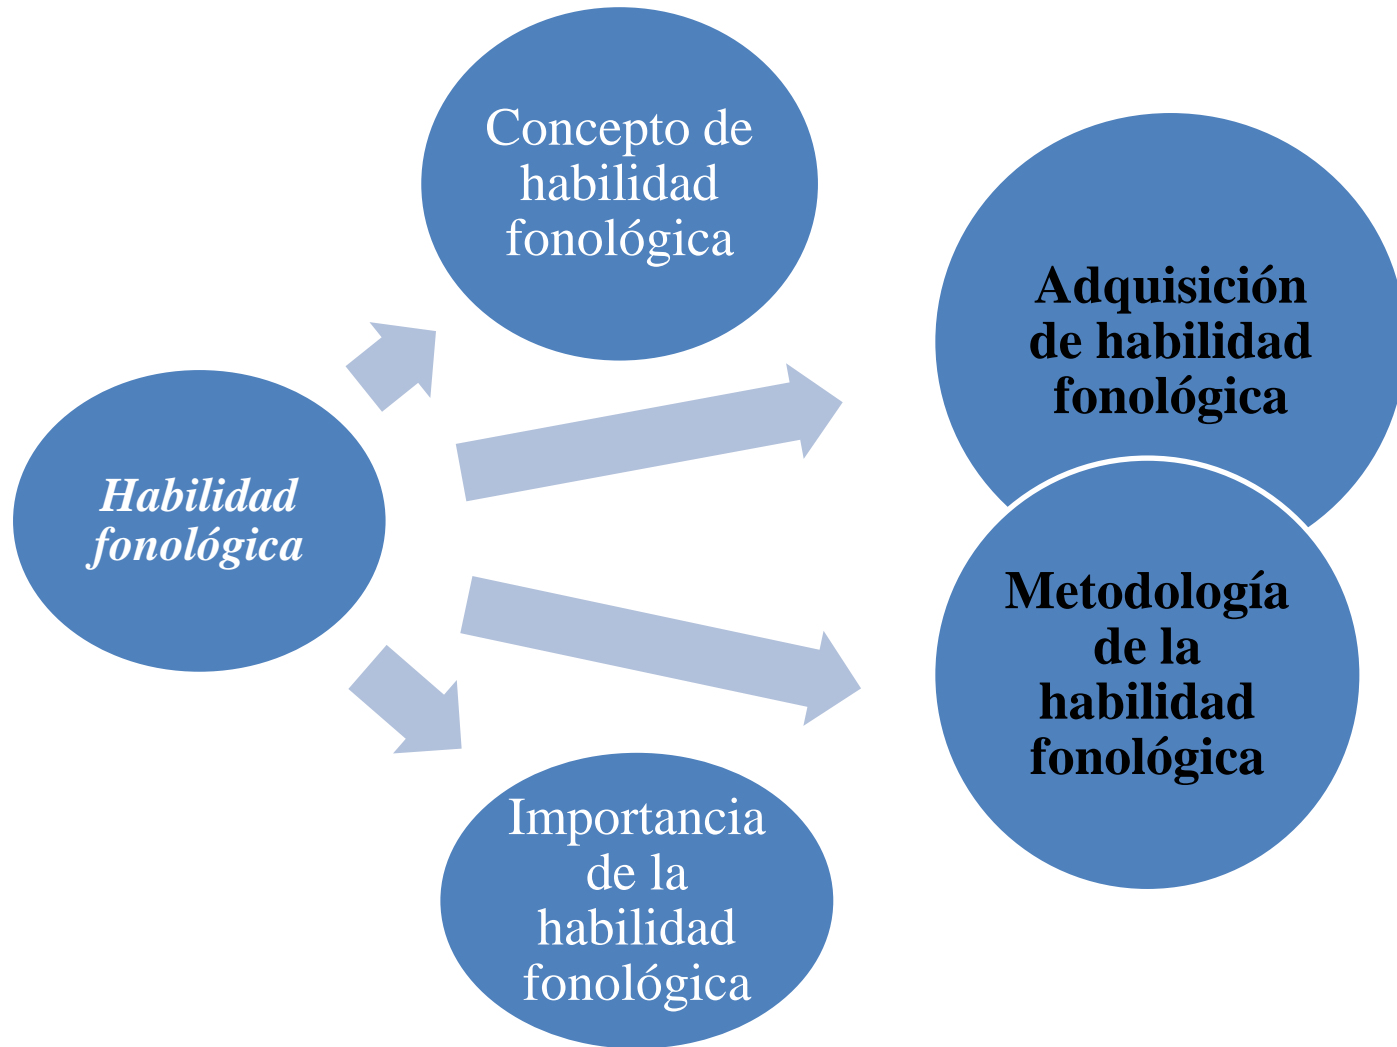 Concepto de
habilidad
fonológica
Adquisición
de habilidad
fonológica
Habilidad
fonológica
Metodología
de la
habilidad
fonológica
Importancia
de la
habilidad
fonológica